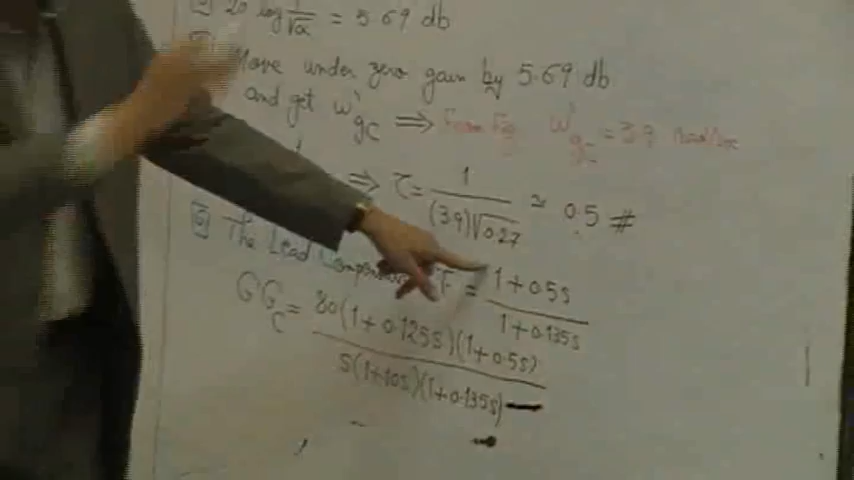 20 log 1/√α = 5.69 db
Move under zero gain by 5.69 db
and get ω'gc ⟹ From Fig ω'gc = 3.9 Rad/sec
⟹ τ = 1/((3.9)√0.27) ≃ 0.5 #
6 The Lead = (1+0.5s)/(1+0.135s)
GGc = 80(1+0.125s)(1+0.5s)/(s(1+10s)(1+0.135s))